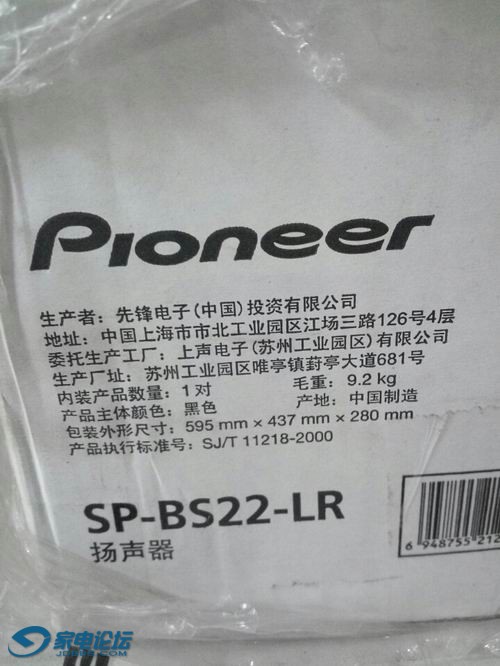 Pioneer
生产者：先锋电子(中国)投资有限公司
地址：中国上海市市北工业园区江场三路126号4层
委托生产工厂：上声电子(苏州工业园区)有限公司
生产厂址：苏州工业园区唯亭镇葑亭大道681号
内装产品数量：1 对 毛重：9.2 kg
产品主体颜色：黑色 产地：中国制造
包装外形尺寸：595 mm × 437 mm × 280 mm
产品执行标准号：SJ/T 11218-2000
SP-BS22-LR
扬声器
6 948755 212
家电论坛